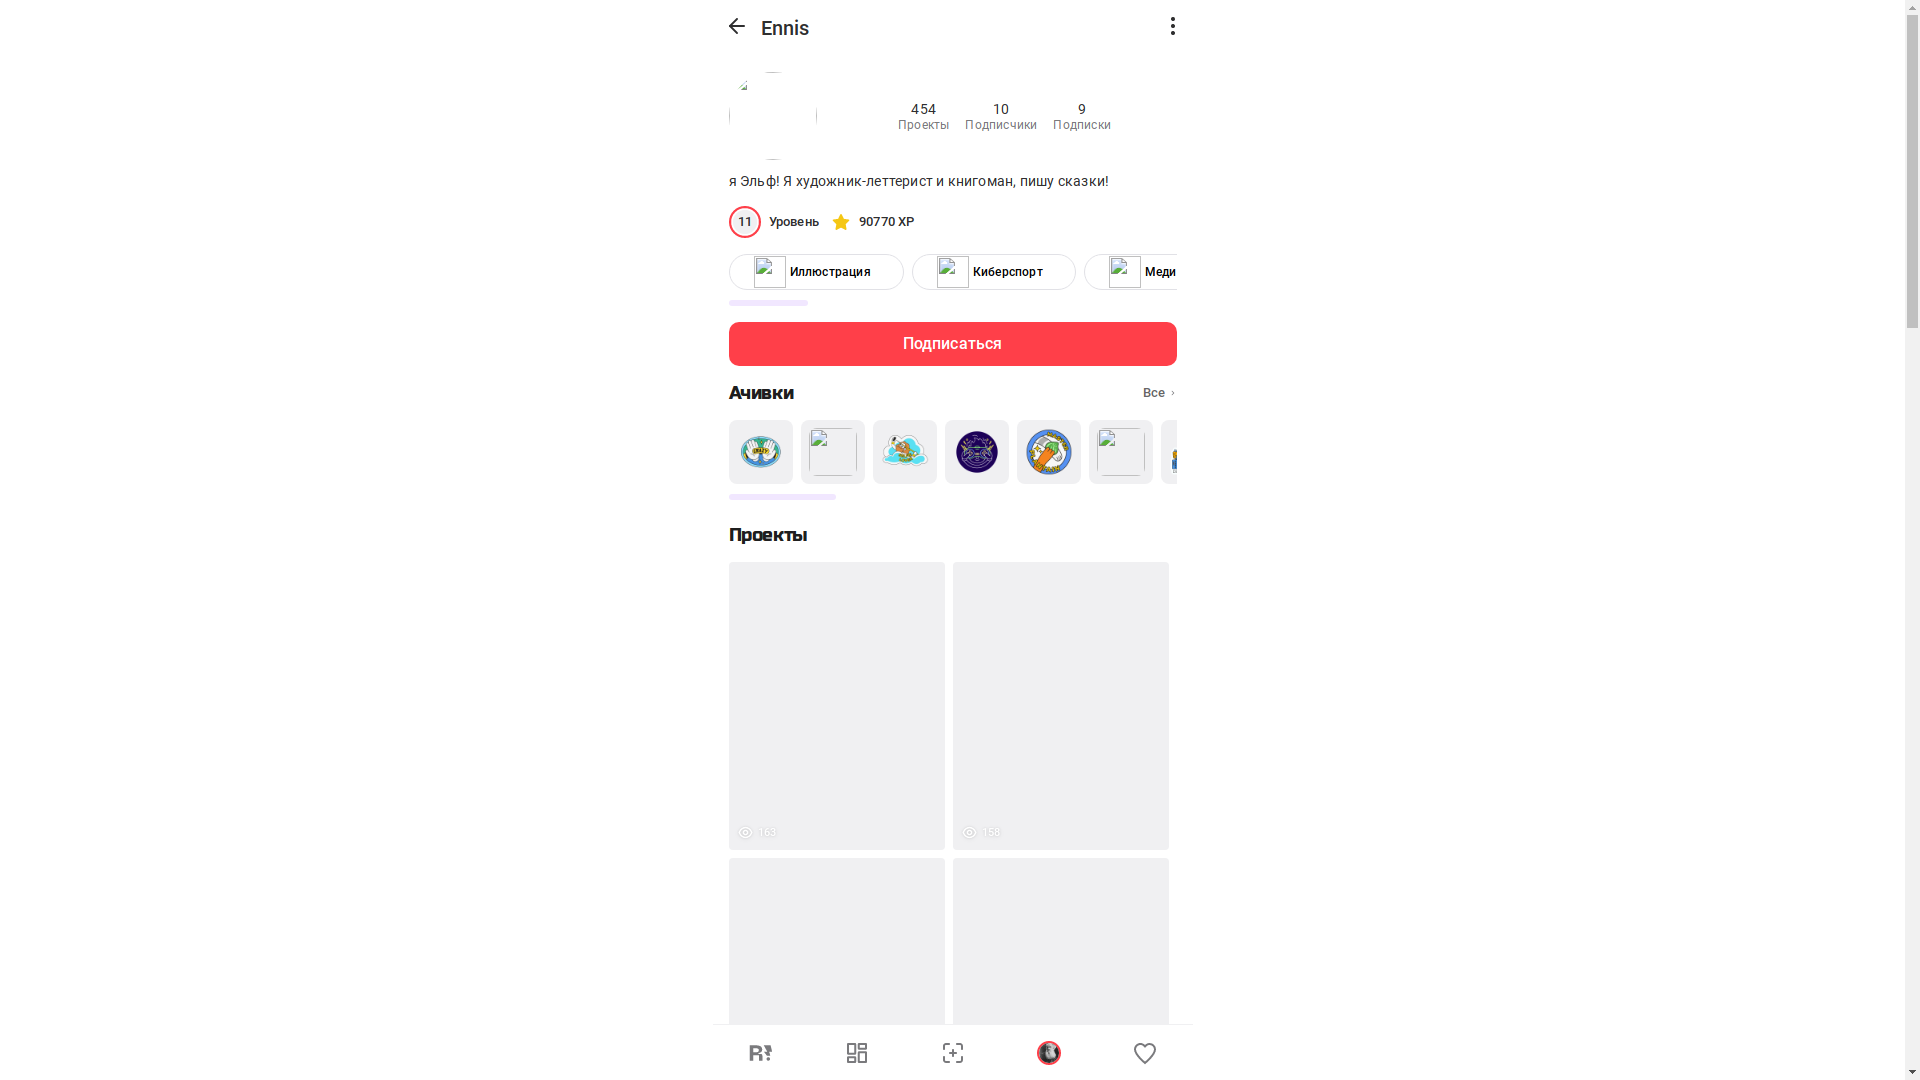 Ennis
454
Проекты
10
Подписчики
9
Подписки
я Эльф! Я художник-леттерист и книгоман, пишу сказки!
11
Уровень
90770 XP
Иллюстрация
Киберспорт
Меди
Подписаться
Ачивки
Все
Проекты
163
158
R!